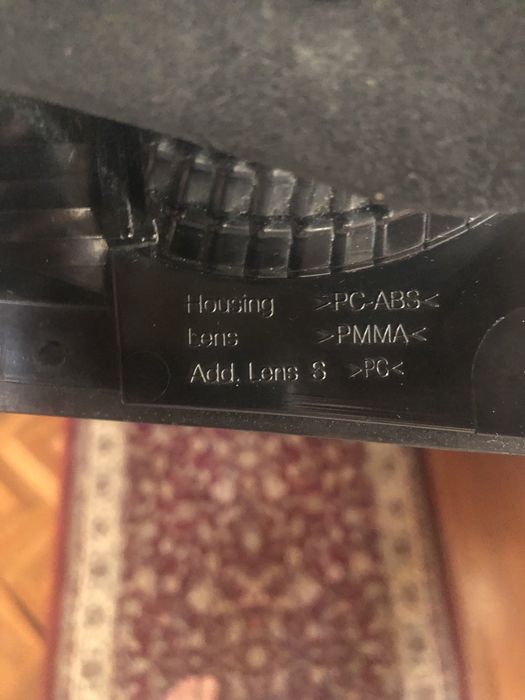 Housing >PC-ABS<
Lens >PMMA<
Add. Lens S >PC<